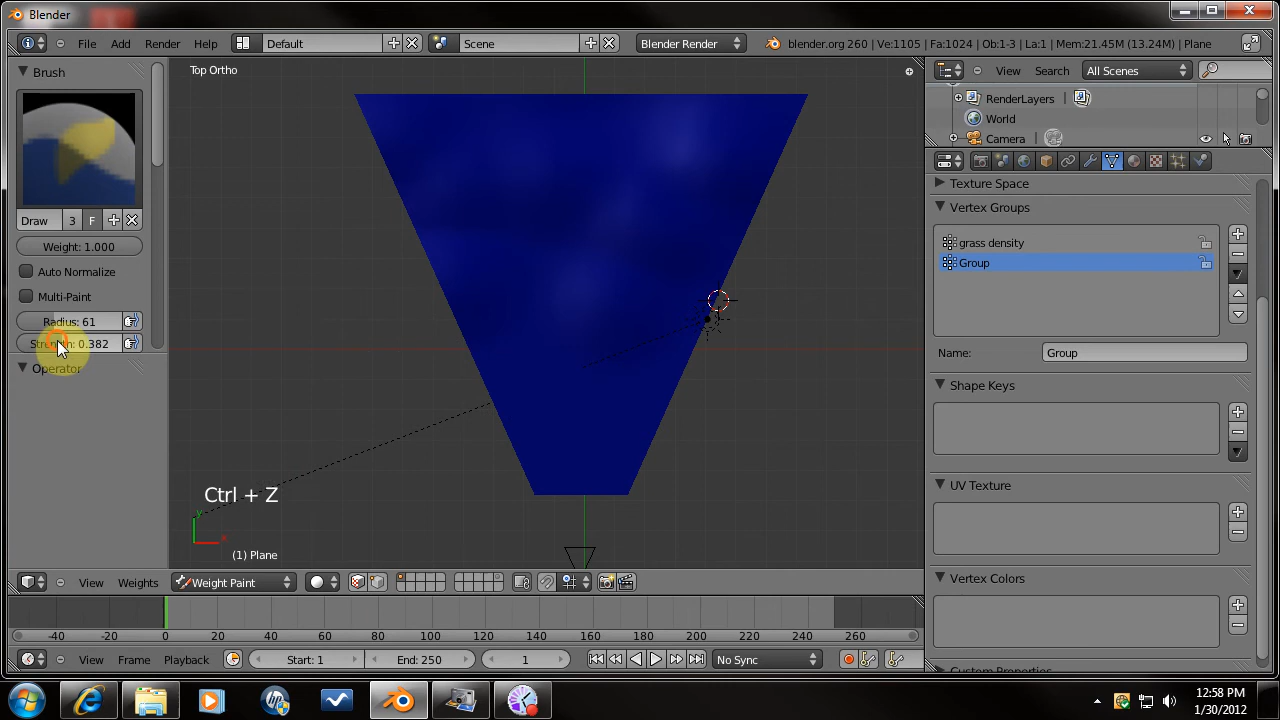 Blender
File Add Render Help Default Scene Blender Render blender.org 260 | Ve:1105 | Fa:1024 | Ob:1-3 | La:1 | Mem:21.45M (13.24M) | Plane
Brush
Top Ortho
View Search All Scenes
RenderLayers
World
Camera
Texture Space
Vertex Groups
Draw 3 F
grass density
Weight: 1.000
Group
Auto Normalize
Multi-Paint
Radius: 61
Strength: 0.382
Name: Group
Operator
Shape Keys
UV Texture
Ctrl + Z
y
x
(1) Plane
Vertex Colors
View Weights Weight Paint
-40 -20 0 20 40 60 80 100 120 140 160 180 200 220 240 260
View Frame Playback Start: 1 End: 250 1 No Sync
Custom Properties
12:58 PM
1/30/2012